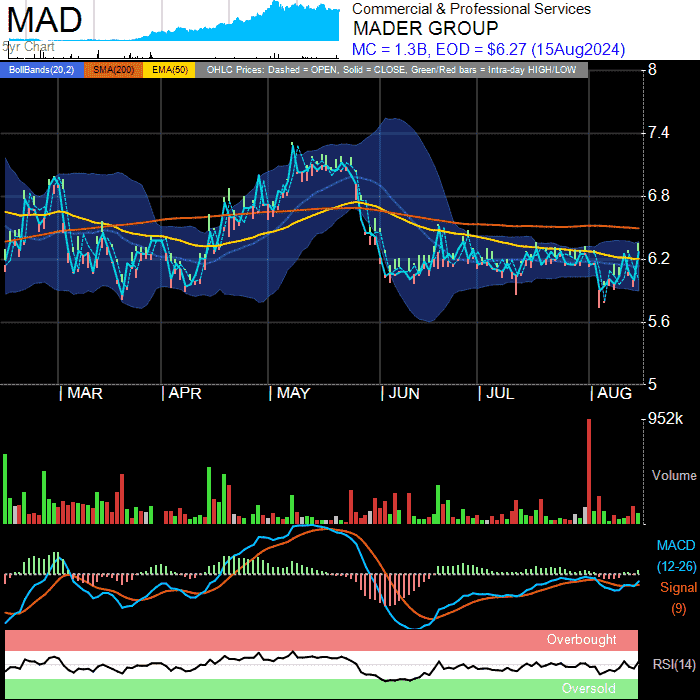 MAD
5yr Chart
Commercial & Professional Services
MADER GROUP
MC = 1.3B, EOD = $6.27 (15Aug2024)
BollBands(20,2) SMA(200) EMA(50) OHLC Prices: Dashed = OPEN, Solid = CLOSE, Green/Red bars = Intra-day HIGH/LOW
8
7.4
6.8
6.2
5.6
5
| MAR | APR | MAY | JUN | JUL | AUG
952k
Volume
MACD
(12-26)
Signal
(9)
Overbought
RSI(14)
Oversold